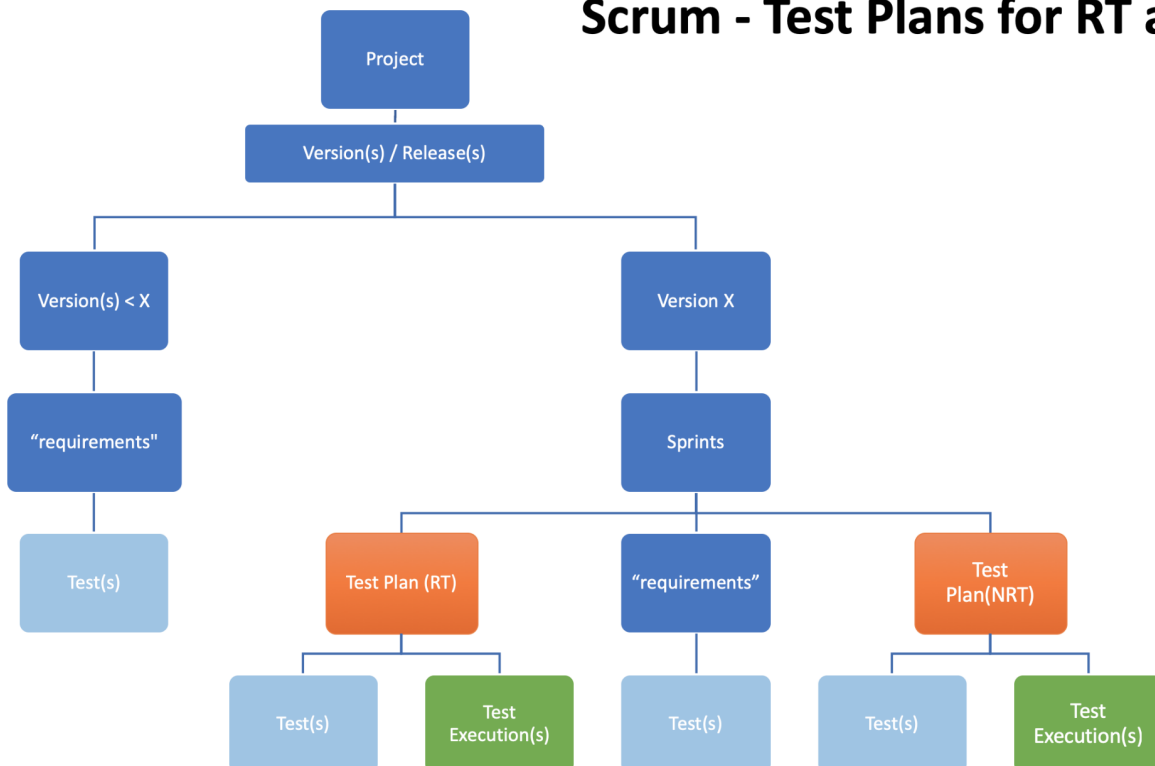 Scrum - Test Plans for RT a
Project
Version(s) / Release(s)
Version(s) < X
Version X
“requirements"
Sprints
Test(s)
Test Plan (RT)
“requirements”
Test
Plan(NRT)
Test(s)
Test
Execution(s)
Test(s)
Test(s)
Test
Execution(s)